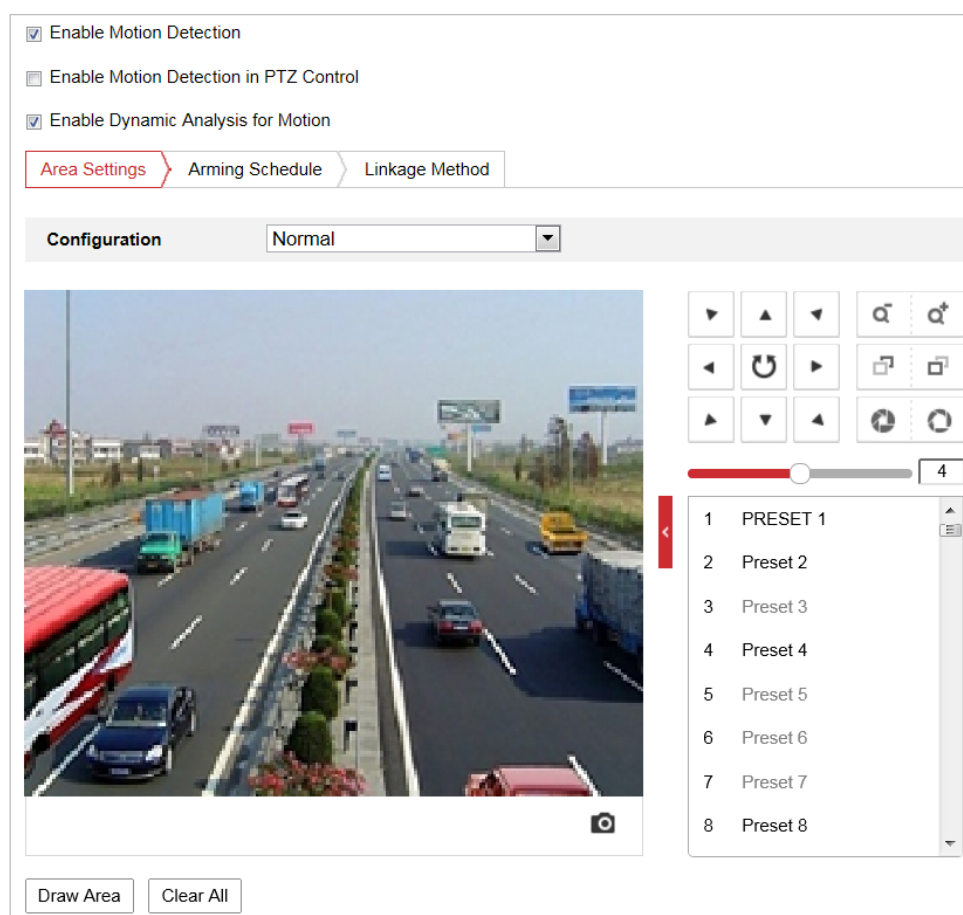 Enable Motion Detection
Enable Motion Detection in PTZ Control
Enable Dynamic Analysis for Motion
Area Settings Arming Schedule Linkage Method
Configuration Normal
4
1 PRESET 1
2 Preset 2
3 Preset 3
4 Preset 4
5 Preset 5
6 Preset 6
7 Preset 7
8 Preset 8
Draw Area Clear All